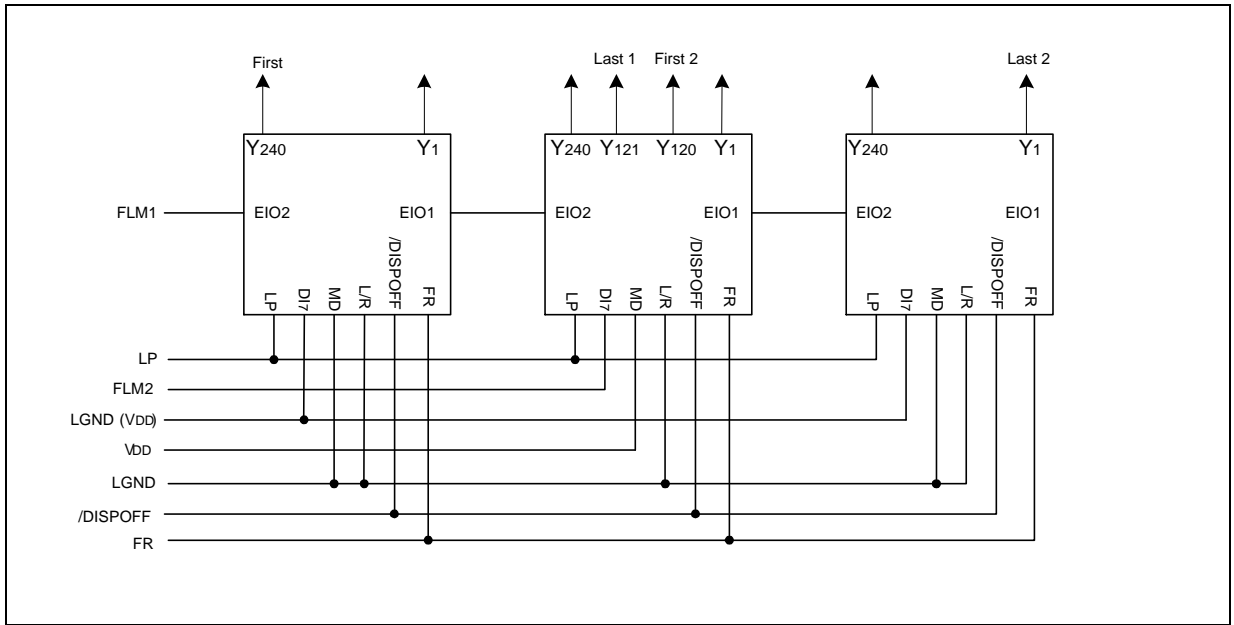 First
Last 1
First 2
Last 2
Y240
Y1
Y240
Y121
Y120
Y1
Y240
Y1
FLM1
EIO2
EIO1
EIO2
EIO1
EIO2
EIO1
LP
DI7
MD
L/R
/DISPOFF
FR
LP
DI7
MD
L/R
/DISPOFF
FR
LP
DI7
MD
L/R
/DISPOFF
FR
LP
FLM2
LGND (VDD)
VDD
LGND
/DISPOFF
FR